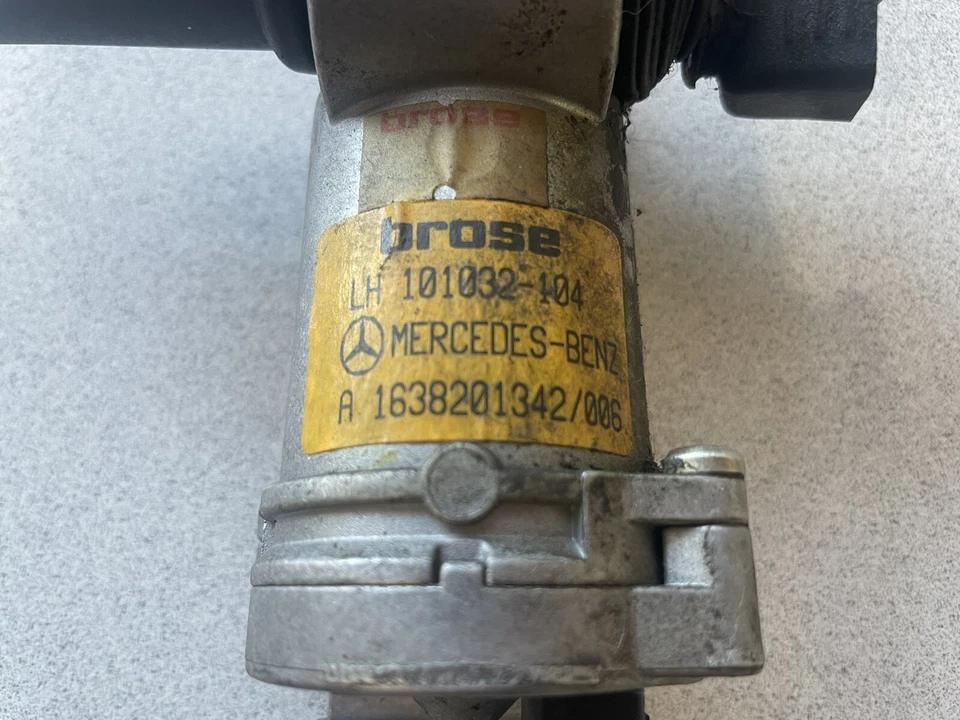 brose
brose
LH 101032-104
MERCEDES-BENZ
A 1638201342/006